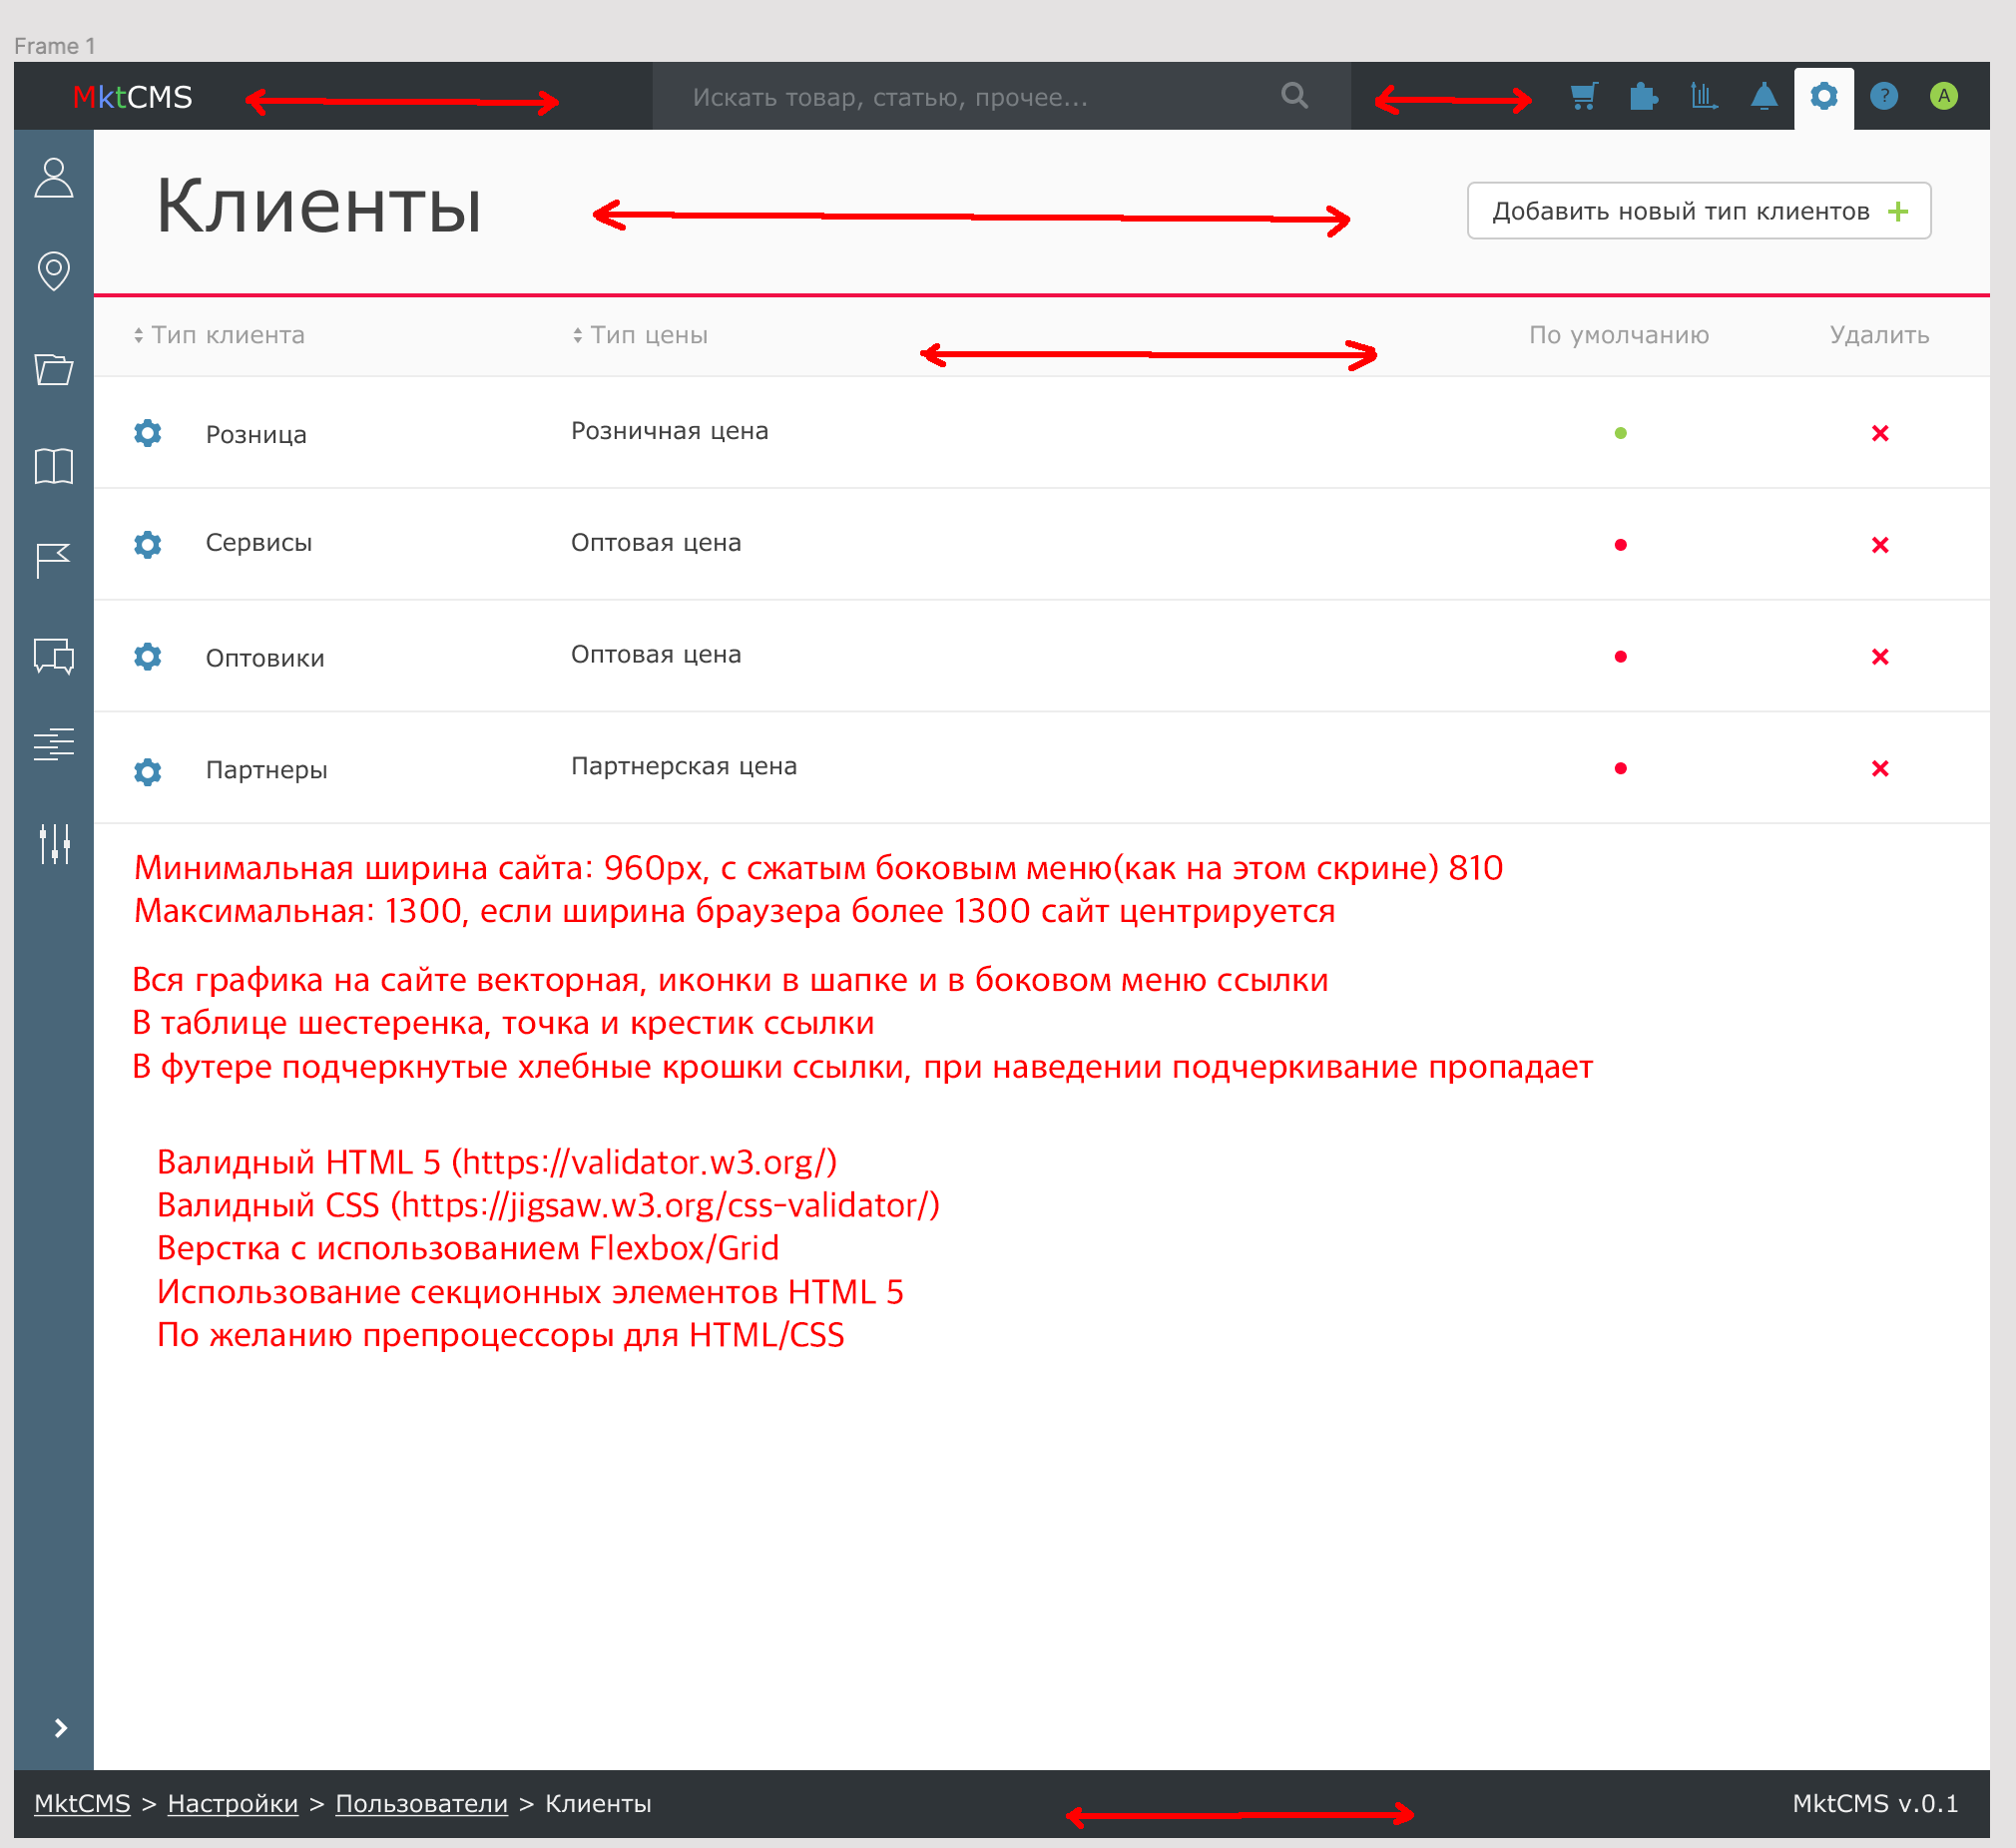 Frame 1
MktCMS
Искать товар, статью, прочее...
?
A
Клиенты
Добавить новый тип клиентов +
Тип клиента Тип цены По умолчанию Удалить
Розница Розничная цена
Сервисы Оптовая цена
Оптовики Оптовая цена
Партнеры Партнерская цена
Минимальная ширина сайта: 960px, с сжатым боковым меню(как на этом скрине) 810
Максимальная: 1300, если ширина браузера более 1300 сайт центрируется
Вся графика на сайте векторная, иконки в шапке и в боковом меню ссылки
В таблице шестеренка, точка и крестик ссылки
В футере подчеркнутые хлебные крошки ссылки, при наведении подчеркивание пропадает
Валидный HTML 5 (https://validator.w3.org/)
Валидный CSS (https://jigsaw.w3.org/css-validator/)
Верстка с использованием Flexbox/Grid
Использование секционных элементов HTML 5
По желанию препроцессоры для HTML/CSS
MktCMS > Настройки > Пользователи > Клиенты
MktCMS v.0.1